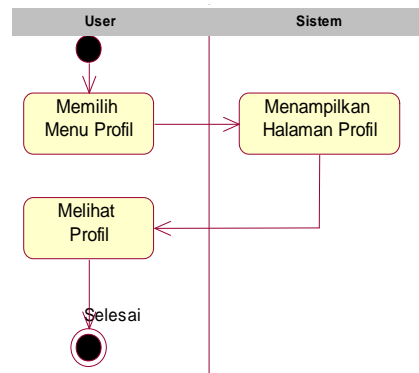 User
Sistem
Memilih
Menu Profil
Menampilkan
Halaman Profil
Melihat
Profil
Selesai